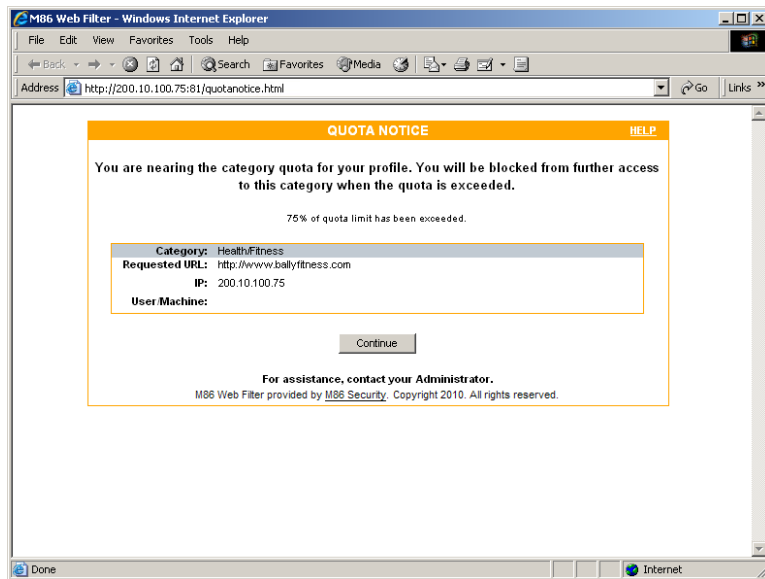 M86 Web Filter - Windows Internet Explorer
File Edit View Favorites Tools Help
Back Search Favorites Media
Address http://200.10.100.75:81/quotanotice.html Go Links »
QUOTA NOTICE HELP
You are nearing the category quota for your profile. You will be blocked from further access
to this category when the quota is exceeded.
75% of quota limit has been exceeded.
Category: Health/Fitness
Requested URL: http://www.ballyfitness.com
IP: 200.10.100.75
User/Machine:
Continue
For assistance, contact your Administrator.
M86 Web Filter provided by M86 Security. Copyright 2010. All rights reserved.
Done Internet